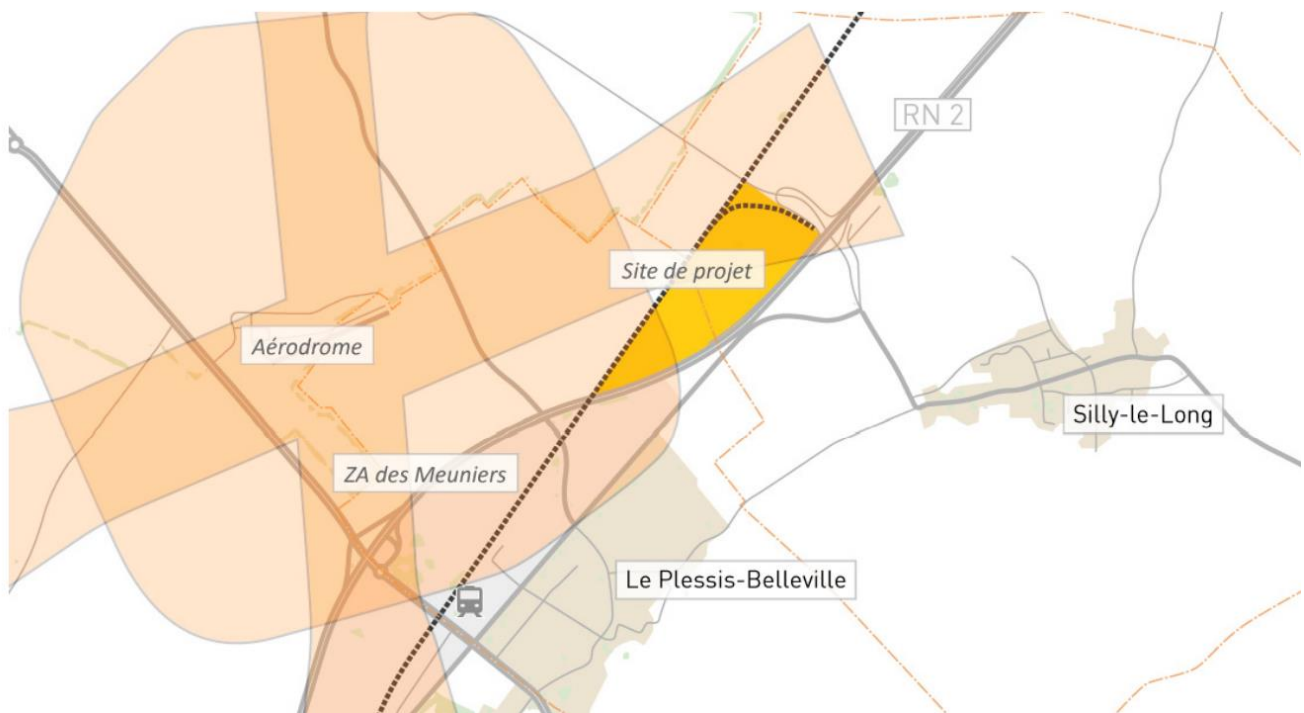 RN 2
Site de projet
Aérodrome
Silly-le-Long
ZA des Meuniers
Le Plessis-Belleville